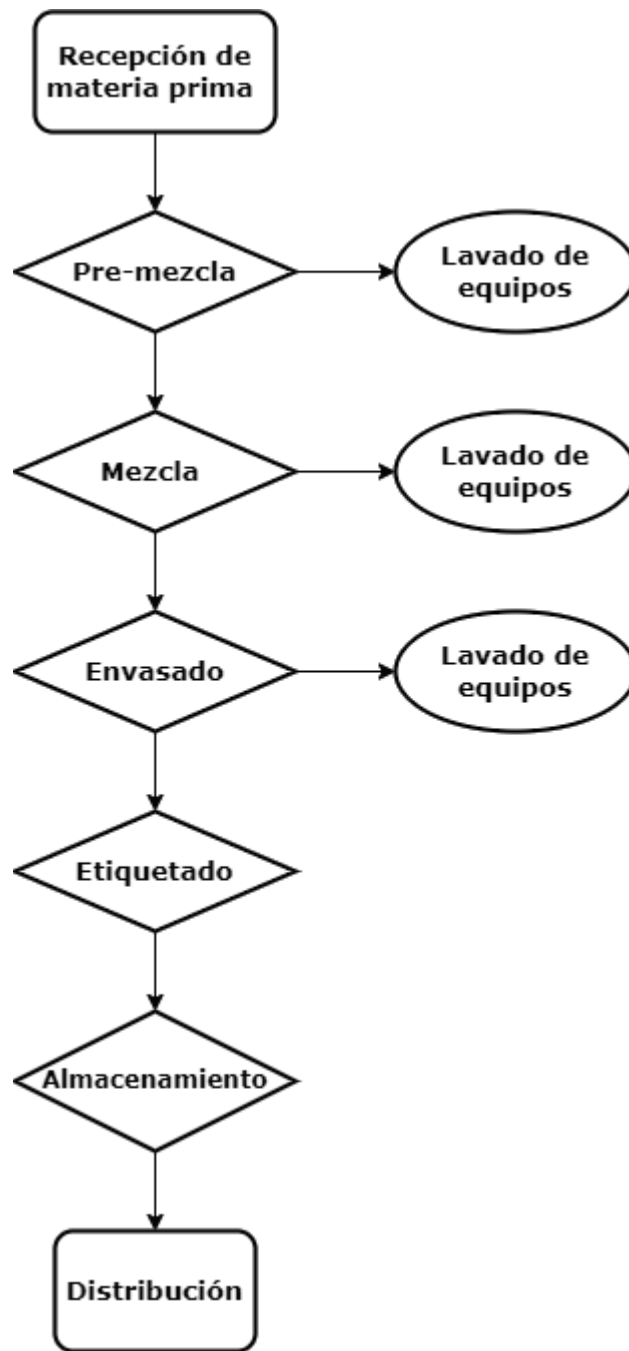 Recepción de
materia prima
Pre-mezcla
Lavado de
equipos
Mezcla
Lavado de
equipos
Envasado
Lavado de
equipos
Etiquetado
Almacenamiento
Distribución